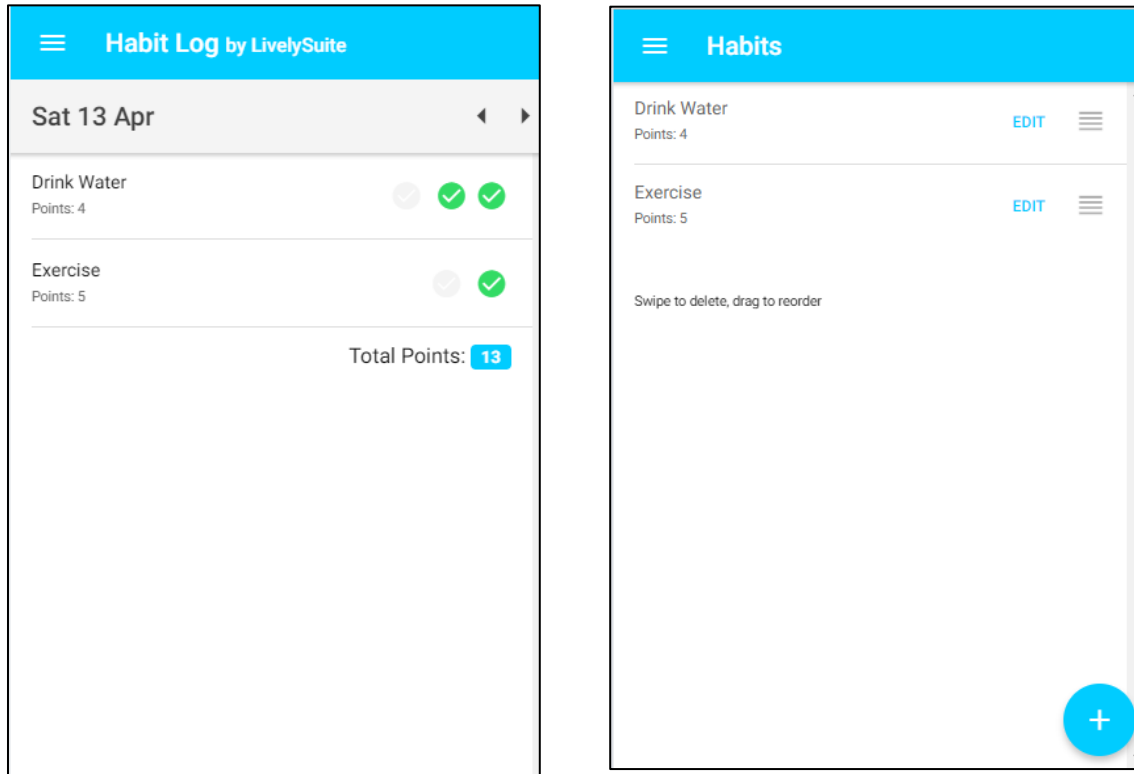 Habit Log by LivelySuite
Sat 13 Apr
Drink Water
Points: 4
Exercise
Points: 5
Total Points: 13
Habits
Drink Water
Points: 4
EDIT
Exercise
Points: 5
EDIT
Swipe to delete, drag to reorder
+